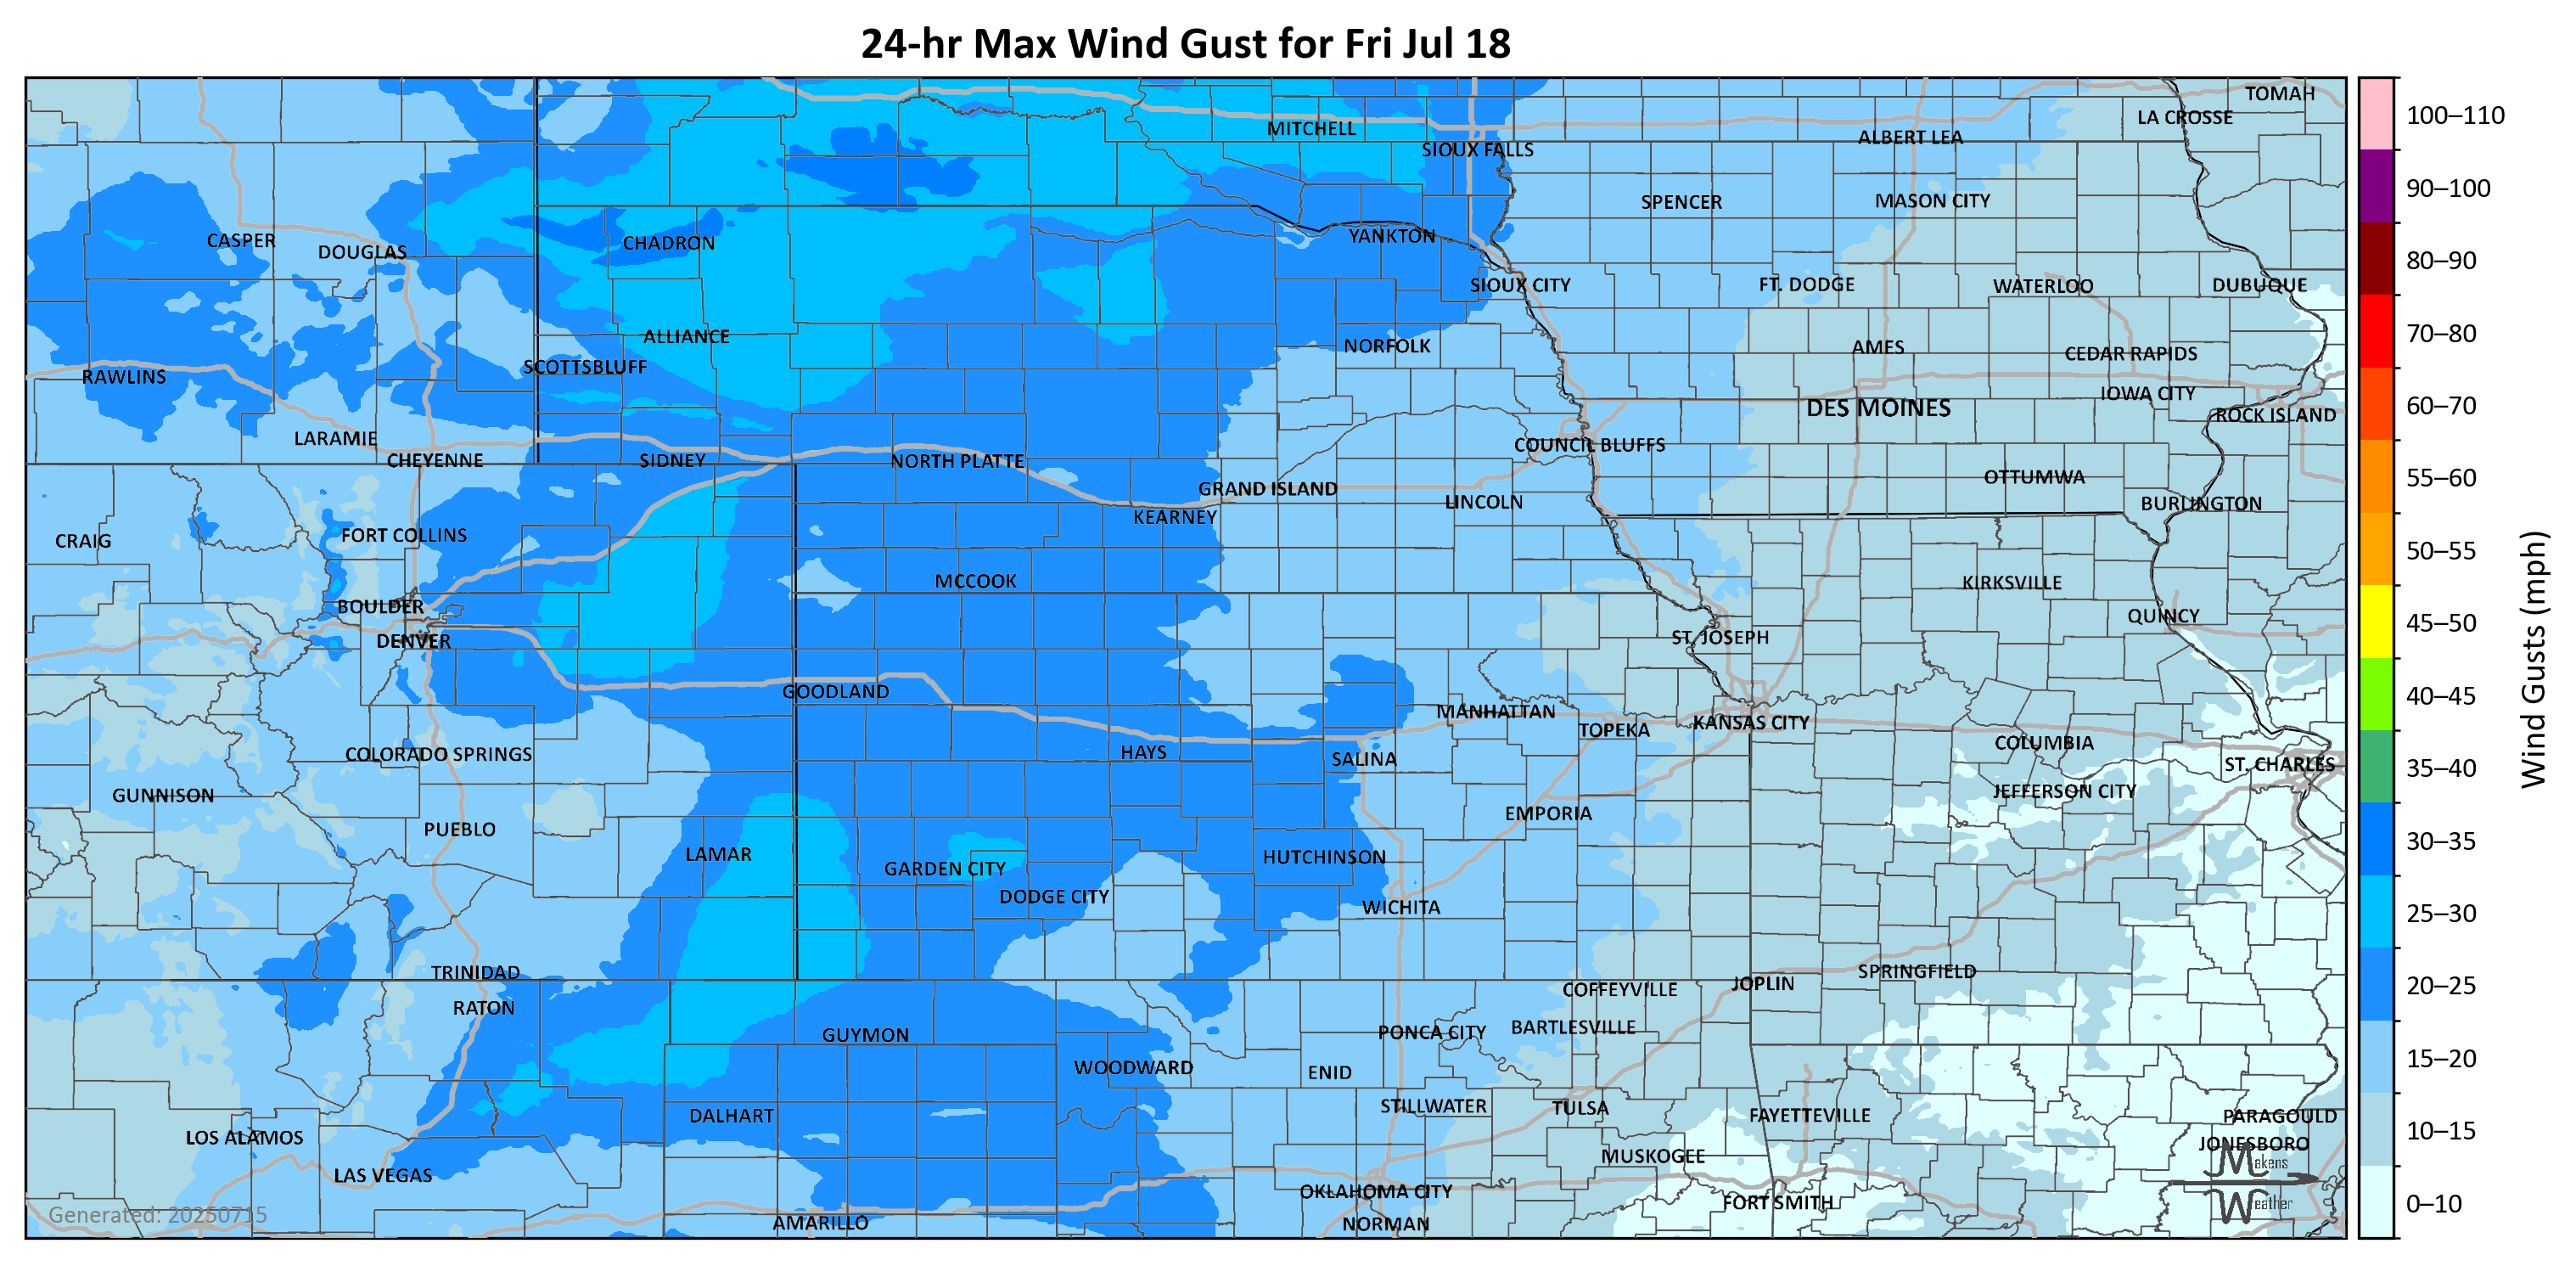 24-hr Max Wind Gust for Fri Jul 18
TOMAH
LA CROSSE
MITCHELL
ALBERT LEA
SIOUX FALLS
SPENCER
MASON CITY
CASPER
CHADRON
YANKTON
DOUGLAS
SIOUX CITY
FT. DODGE
WATERLOO
DUBUQUE
ALLIANCE
NORFOLK
AMES
CEDAR RAPIDS
SCOTTSBLUFF
RAWLINS
IOWA CITY
DES MOINES
ROCK ISLAND
LARAMIE
COUNCIL BLUFFS
CHEYENNE
SIDNEY
NORTH PLATTE
OTTUMWA
GRAND ISLAND
LINCOLN
BURLINGTON
KEARNEY
CRAIG
FORT COLLINS
MCCOOK
KIRKSVILLE
BOULDER
QUINCY
DENVER
ST. JOSEPH
GOODLAND
MANHATTAN
TOPEKA
KANSAS CITY
COLUMBIA
COLORADO SPRINGS
HAYS
SALINA
ST. CHARLES
GUNNISON
JEFFERSON CITY
EMPORIA
PUEBLO
LAMAR
GARDEN CITY
HUTCHINSON
DODGE CITY
WICHITA
TRINIDAD
SPRINGFIELD
JOPLIN
COFFEYVILLE
RATON
GUYMON
PONCA CITY
BARTLESVILLE
WOODWARD
ENID
STILLWATER
TULSA
DALHART
FAYETTEVILLE
PARAGOULD
LOS ALAMOS
JONESBORO
MUSKOGEE
LAS VEGAS
OKLAHOMA CITY
FORT SMITH
AMARILLO
NORMAN
Generated: 20250715
Makens
Weather
100–110
90–100
80–90
70–80
60–70
55–60
50–55
45–50
40–45
35–40
30–35
25–30
20–25
15–20
10–15
0–10
Wind Gusts (mph)